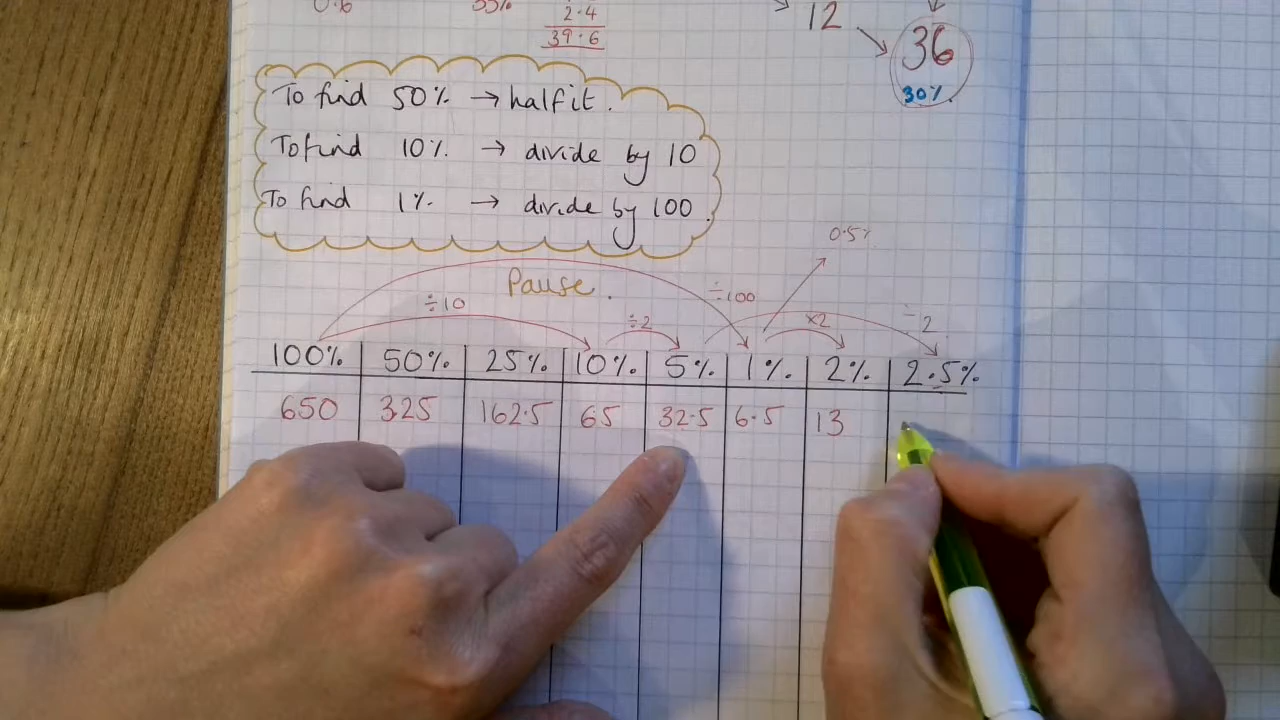 0.6 35% 2.4 12
39.6 36
30%
To find 50% → half it.
To find 10% → divide by 10
To find 1% → divide by 100.
0.5%
Pause. ÷100
÷10 ÷2 ×2 ÷2
100% 50% 25% 10% 5% 1% 2% 2.5%
650 325 162.5 65 32.5 6.5 13